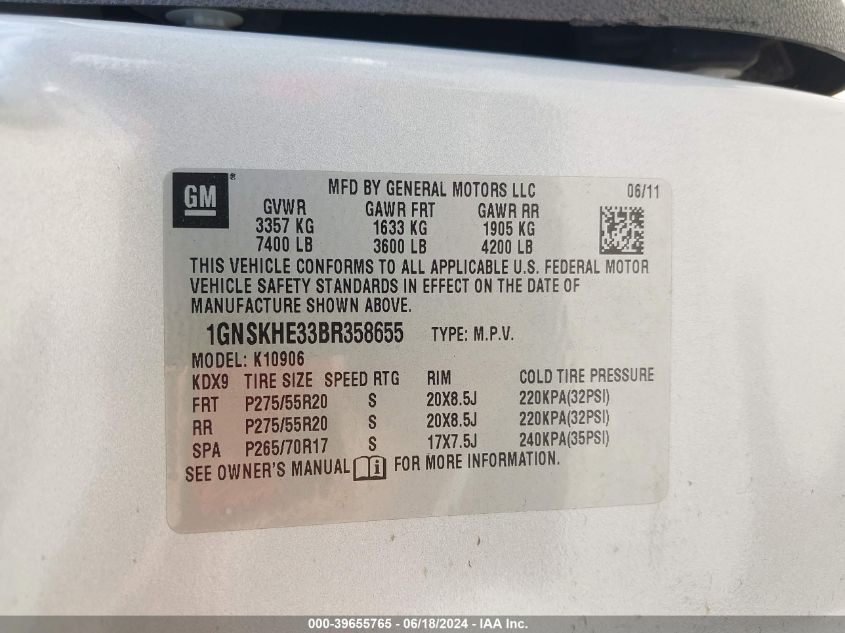 GM ®
MFD BY GENERAL MOTORS LLC 06/11
GVWR GAWR FRT GAWR RR
3357 KG 1633 KG 1905 KG
7400 LB 3600 LB 4200 LB
THIS VEHICLE CONFORMS TO ALL APPLICABLE U.S. FEDERAL MOTOR
VEHICLE SAFETY STANDARDS IN EFFECT ON THE DATE OF
MANUFACTURE SHOWN ABOVE.
1GNSKHE33BR358655 TYPE: M.P.V.
MODEL: K10906
KDX9 TIRE SIZE SPEED RTG RIM COLD TIRE PRESSURE
FRT P275/55R20 S 20X8.5J 220KPA(32PSI)
RR P275/55R20 S 20X8.5J 220KPA(32PSI)
SPA P265/70R17 S 17X7.5J 240KPA(35PSI)
SEE OWNER'S MANUAL FOR MORE INFORMATION.
000-39655765 - 06/18/2024 - IAA Inc.